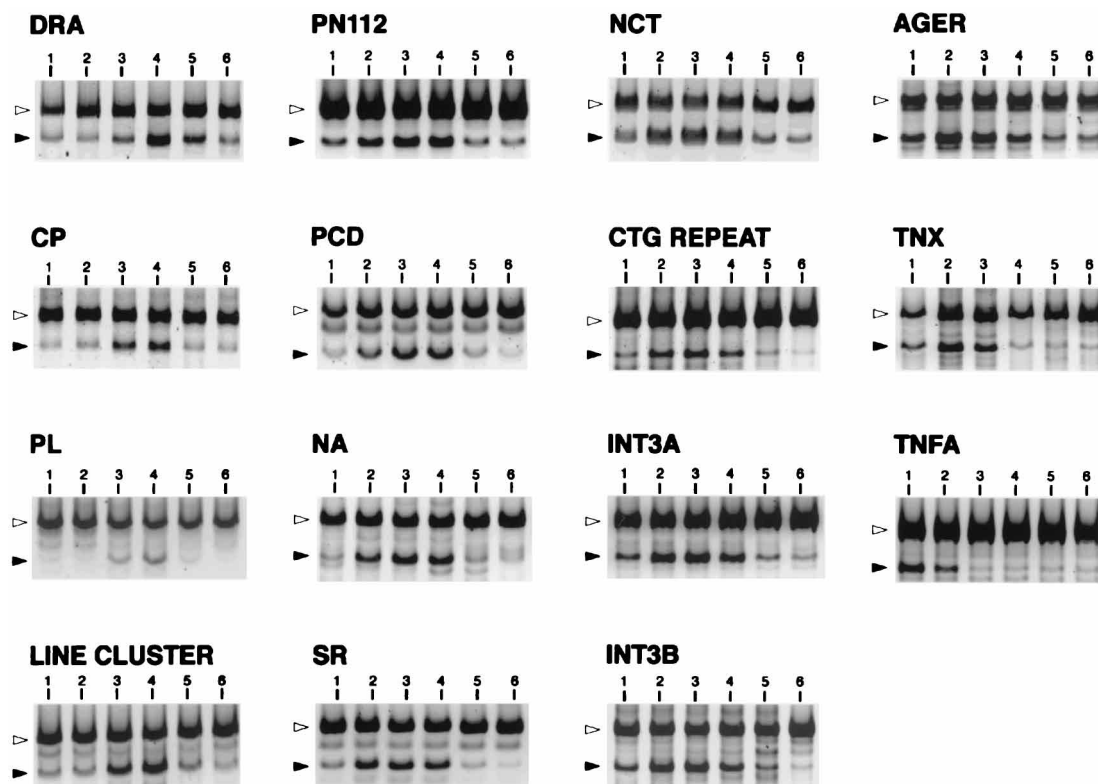 DRA PN112 NCT AGER
1 2 3 4 5 6 1 2 3 4 5 6 1 2 3 4 5 6 1 2 3 4 5 6
CP PCD CTG REPEAT TNX
1 2 3 4 5 6 1 2 3 4 5 6 1 2 3 4 5 6 1 2 3 4 5 6
PL NA INT3A TNFA
1 2 3 4 5 6 1 2 3 4 5 6 1 2 3 4 5 6 1 2 3 4 5 6
LINE CLUSTER SR INT3B
1 2 3 4 5 6 1 2 3 4 5 6 1 2 3 4 5 6